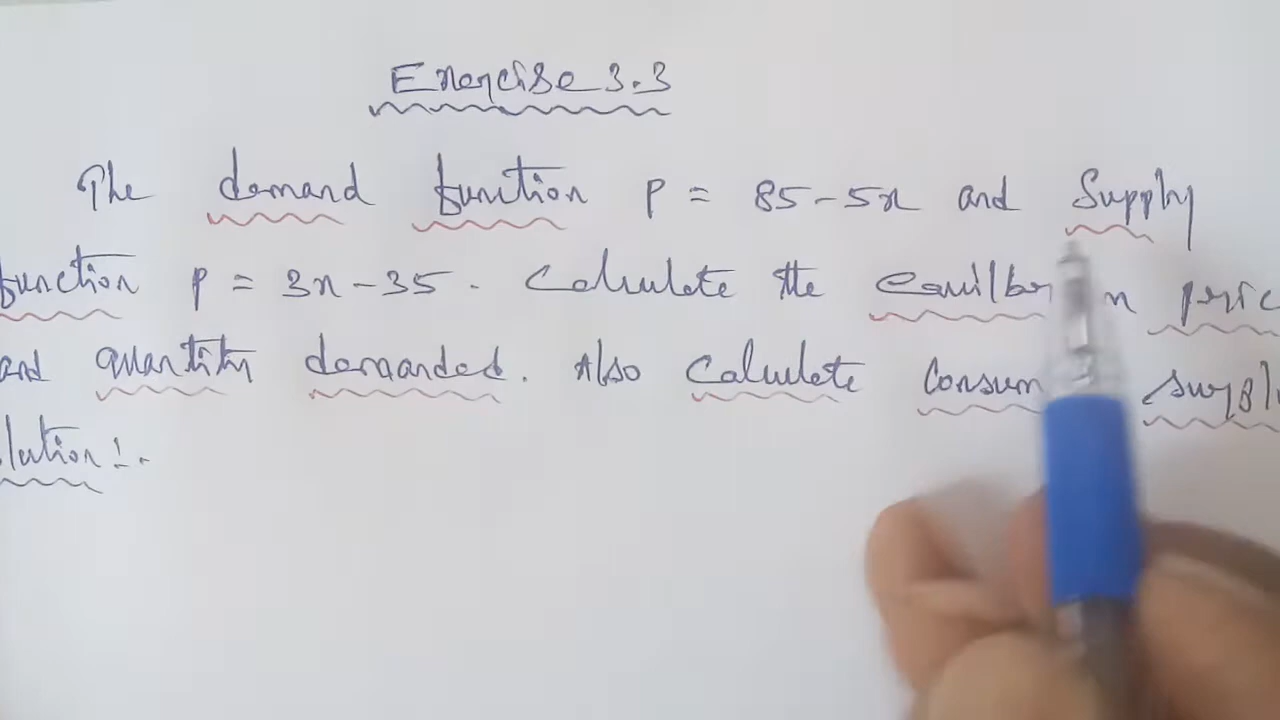 Exercise 3.3
The demand function P = 85-5x and Supply
function P = 3x-35. Calculate the
and quantity demanded. Also Calculate